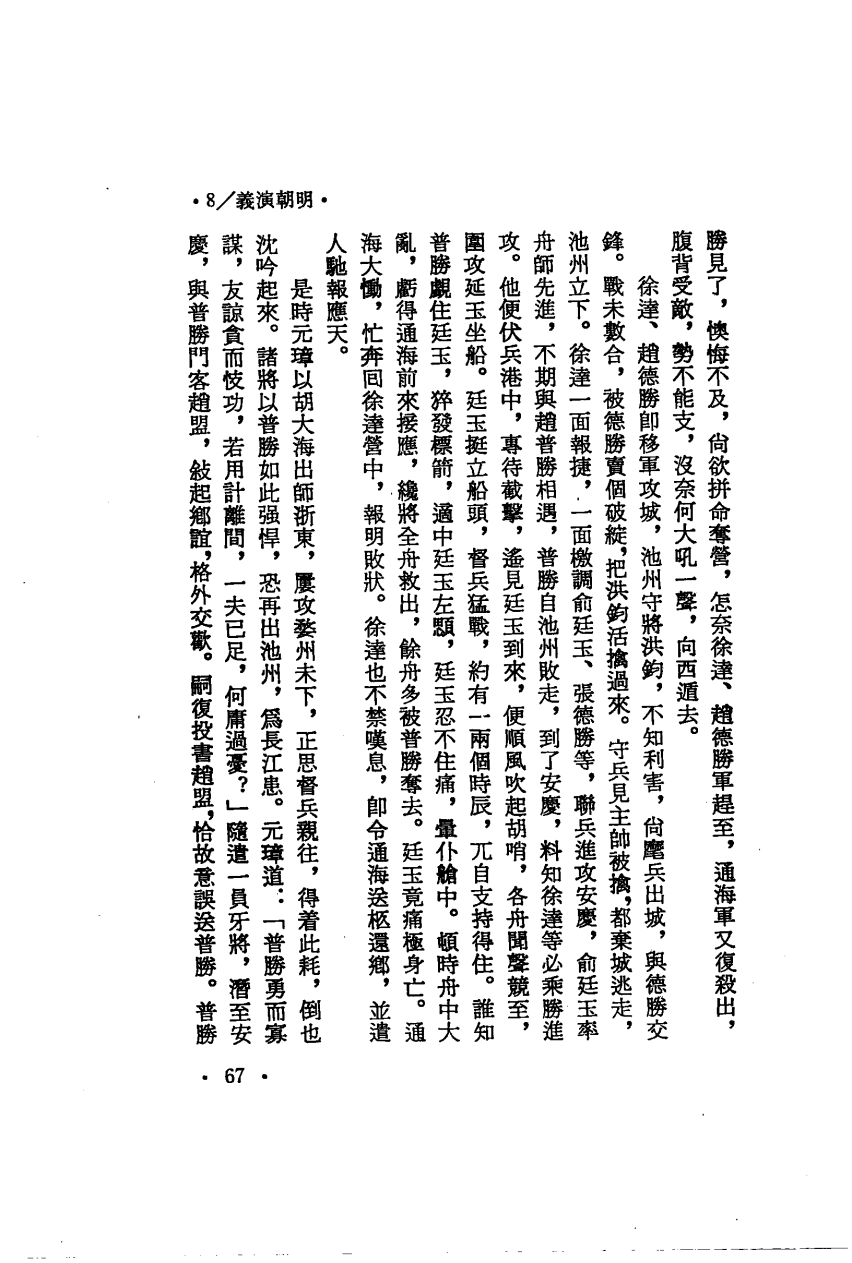 ·8／義演朝明·
勝見了，懊悔不及，尙欲拼命奪營，怎奈徐達、趙德勝軍趕至，通海軍又復殺出，
腹背受敵，勢不能支，沒奈何大吼一聲，向西遁去。
徐達、趙德勝卽移軍攻城，池州守將洪鈞，不知利害，尙麾兵出城，與德勝交
鋒。戰未數合，被德勝賣個破綻，把洪鈞活擒過來。守兵見主帥被擒，都棄城逃走，
池州立下。徐達一面報捷，一面檄調俞廷玉、張德勝等，聯兵進攻安慶，俞廷玉率
舟師先進，不期與趙普勝相遇，普勝自池州敗走，到了安慶，料知徐達等必乘勝進
攻。他便伏兵港中，專待截擊，遙見廷玉到來，便順風吹起胡哨，各舟聞聲競至，
圍攻延玉坐船。廷玉挺立船頭，督兵猛戰，約有一兩個時辰，兀自支持得住。誰知
普勝覷住廷玉，猝發標箭，適中廷玉左顋，廷玉忍不住痛，暈仆艙中。頓時舟中大
亂，虧得通海前來接應，纔將全舟救出，餘舟多被普勝奪去。廷玉竟痛極身亡。通
海大慟，忙奔回徐達營中，報明敗狀。徐達也不禁嘆息，卽令通海送柩還鄉，並遣
人馳報應天。
是時元璋以胡大海出師浙東，屢攻婺州未下，正思督兵親往，得着此耗，倒也
沈吟起來。諸將以普勝如此强悍，恐再出池州，爲長江患。元璋道：「普勝勇而寡
謀，友諒貪而忮功，若用計離間，一夫已足，何庸過憂？」隨遣一員牙將，潛至安
慶，與普勝門客趙盟，敍起鄉誼，格外交歡。嗣復投書趙盟，恰故意誤送普勝。普勝
·67·